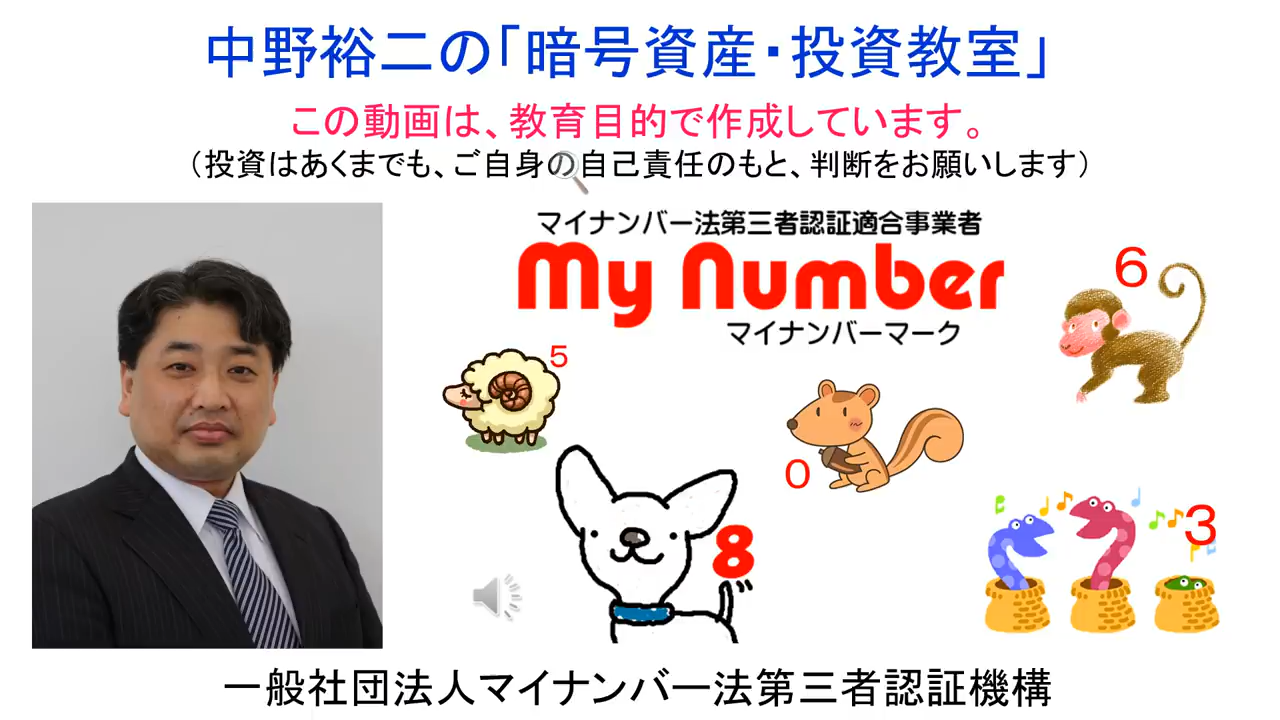 中野裕二の「暗号資産・投資教室」
この動画は、教育目的で作成しています。
（投資はあくまでも、ご自身の自己責任のもと、判断をお願いします）
マイナンバー法第三者認証適合事業者
My Number
マイナンバーマーク
6
5
0
8
3
一般社団法人マイナンバー法第三者認証機構